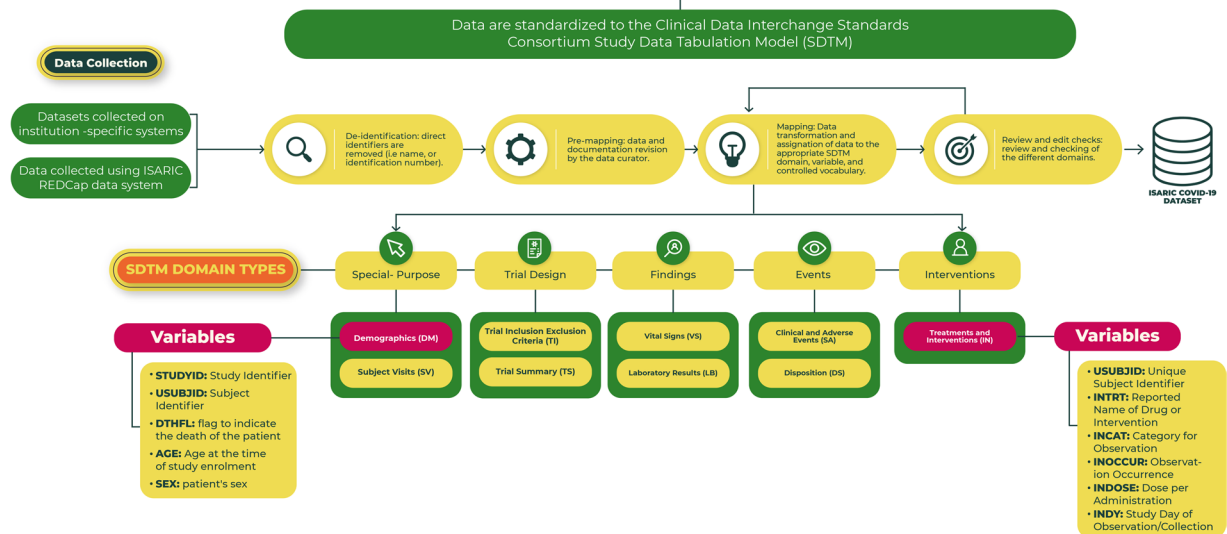 Data are standardized to the Clinical Data Interchange Standards
Consortium Study Data Tabulation Model (SDTM)
Data Collection
Datasets collected on
institution -specific systems
Data collected using ISARIC
REDCap data system
De-identification: direct
identifiers are
removed (i.e name, or
identification number).
Pre-mapping: data and
documentation revision
by the data curator.
Mapping: Data
transformation and
assignation of data to the
appropriate SDTM
domain, variable, and
controlled vocabulary.
Review and edit checks:
review and checking of
the different domains.
ISARIC COVID-19
DATASET
SDTM DOMAIN TYPES
Special- Purpose
Trial Design
Findings
Events
Interventions
Demographics (DM)
Subject Visits (SV)
Trial Inclusion Exclusion
Criteria (TI)
Trial Summary (TS)
Vital Signs (VS)
Laboratory Results (LB)
Clinical and Adverse
Events (SA)
Disposition (DS)
Treatments and
Interventions (IN)
Variables
• STUDYID: Study Identifier
• USUBJID: Subject
Identifier
• DTHFL: flag to indicate
the death of the patient
• AGE: Age at the time
of study enrolment
• SEX: patient's sex
Variables
• USUBJID: Unique
Subject Identifier
• INTRT: Reported
Name of Drug or
Intervention
• INCAT: Category for
Observation
• INOCCUR: Observat-
ion Occurrence
• INDOSE: Dose per
Administration
• INDY: Study Day of
Observation/Collection